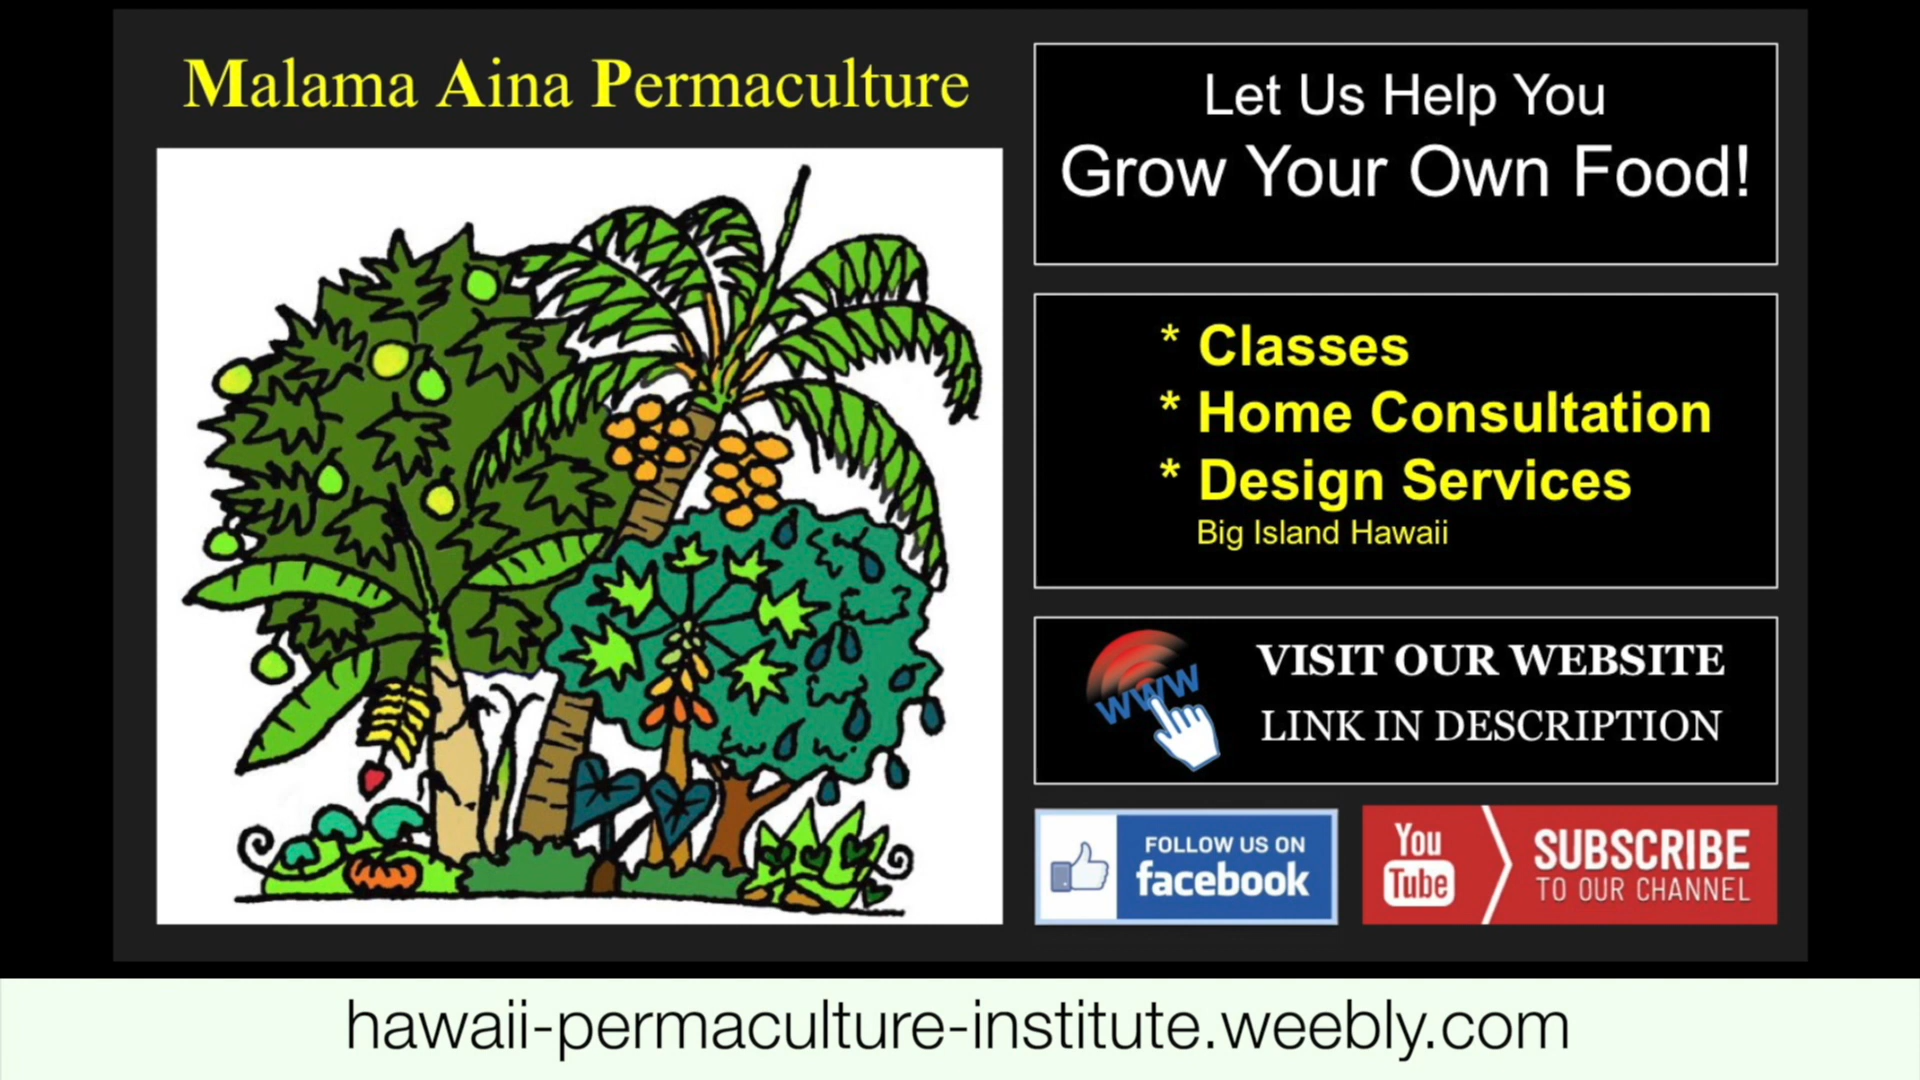 Malama Aina Permaculture
Let Us Help You
Grow Your Own Food!
* Classes
* Home Consultation
* Design Services
Big Island Hawaii
www
VISIT OUR WEBSITE
LINK IN DESCRIPTION
FOLLOW US ON
facebook
You
Tube
SUBSCRIBE
TO OUR CHANNEL
hawaii-permaculture-institute.weebly.com